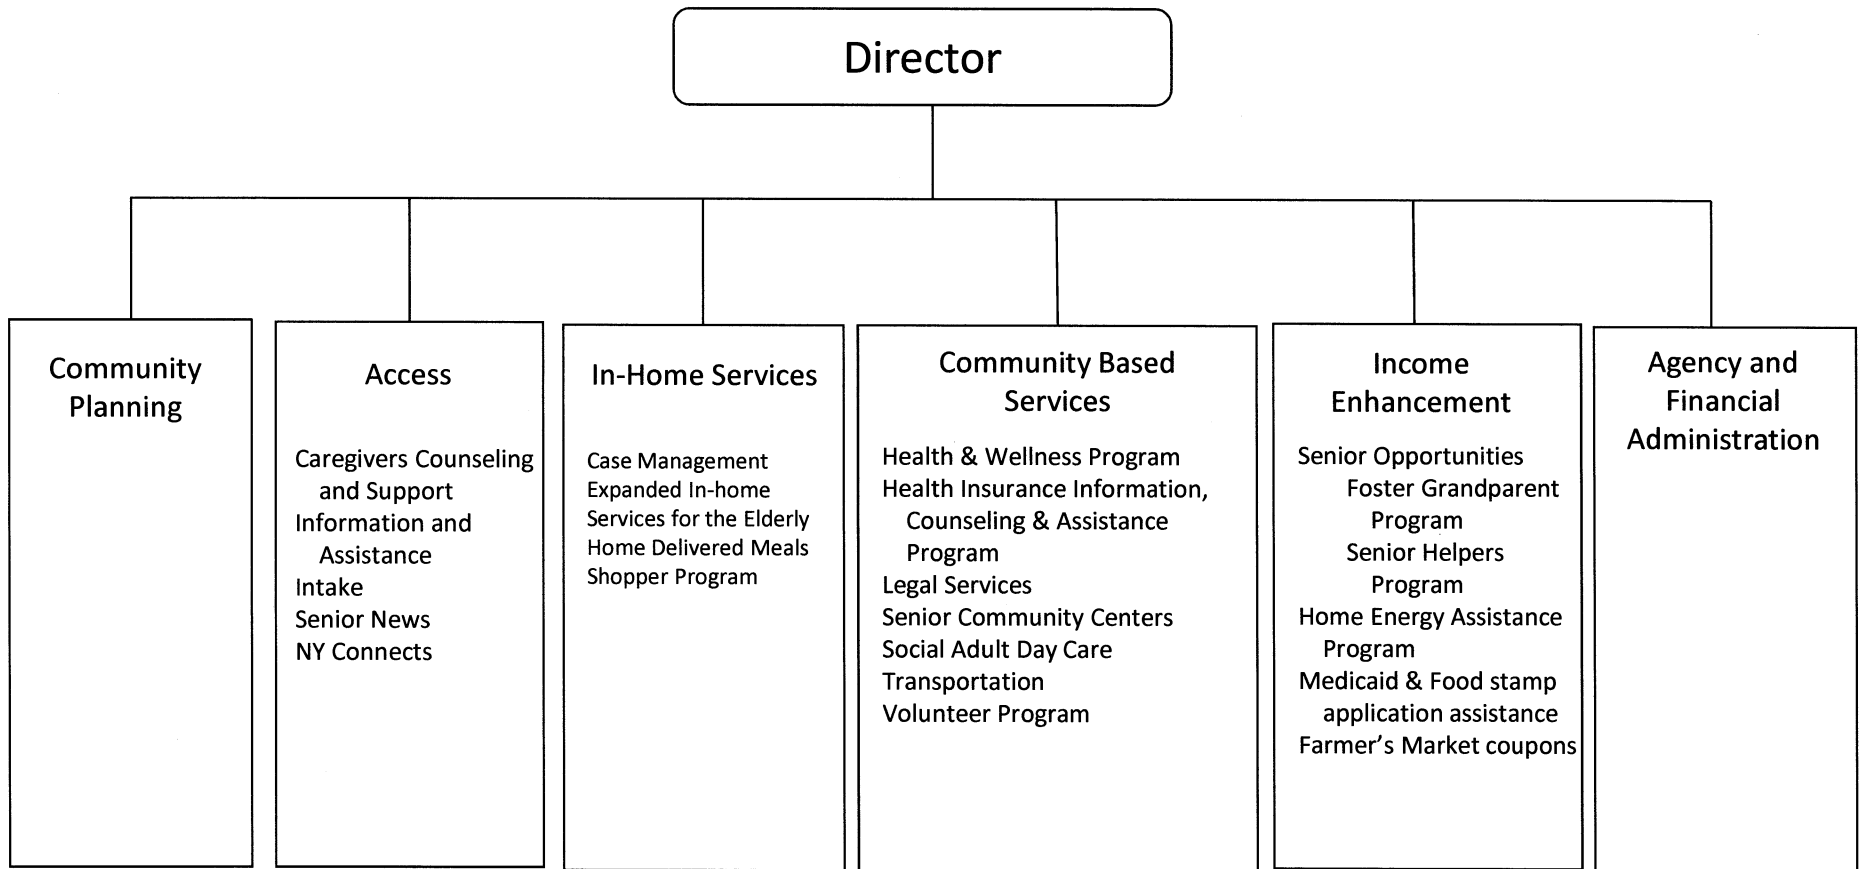 Director
Community
Planning
Access
Caregivers Counseling
and Support
Information and
Assistance
Intake
Senior News
NY Connects
In-Home Services
Case Management
Expanded In-home
Services for the Elderly
Home Delivered Meals
Shopper Program
Community Based
Services
Health & Wellness Program
Health Insurance Information,
Counseling & Assistance
Program
Legal Services
Senior Community Centers
Social Adult Day Care
Transportation
Volunteer Program
Income
Enhancement
Senior Opportunities
Foster Grandparent
Program
Senior Helpers
Program
Home Energy Assistance
Program
Medicaid & Food stamp
application assistance
Farmer’s Market coupons
Agency and
Financial
Administration